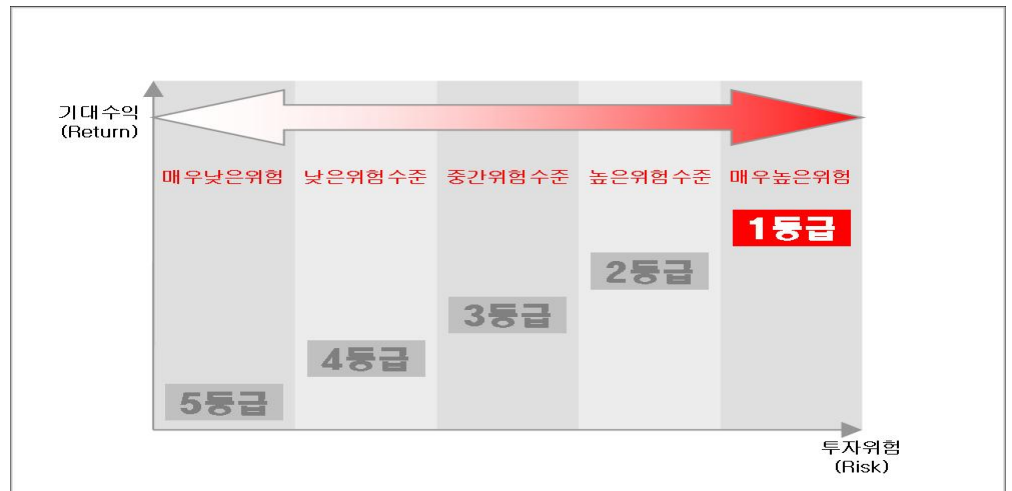 기대수익
(Return)
매우낮은위험 낮은위험수준 중간위험수준 높은위험수준 매우높은위험
1등급
2등급
3등급
4등급
5등급
투자위험
(Risk)